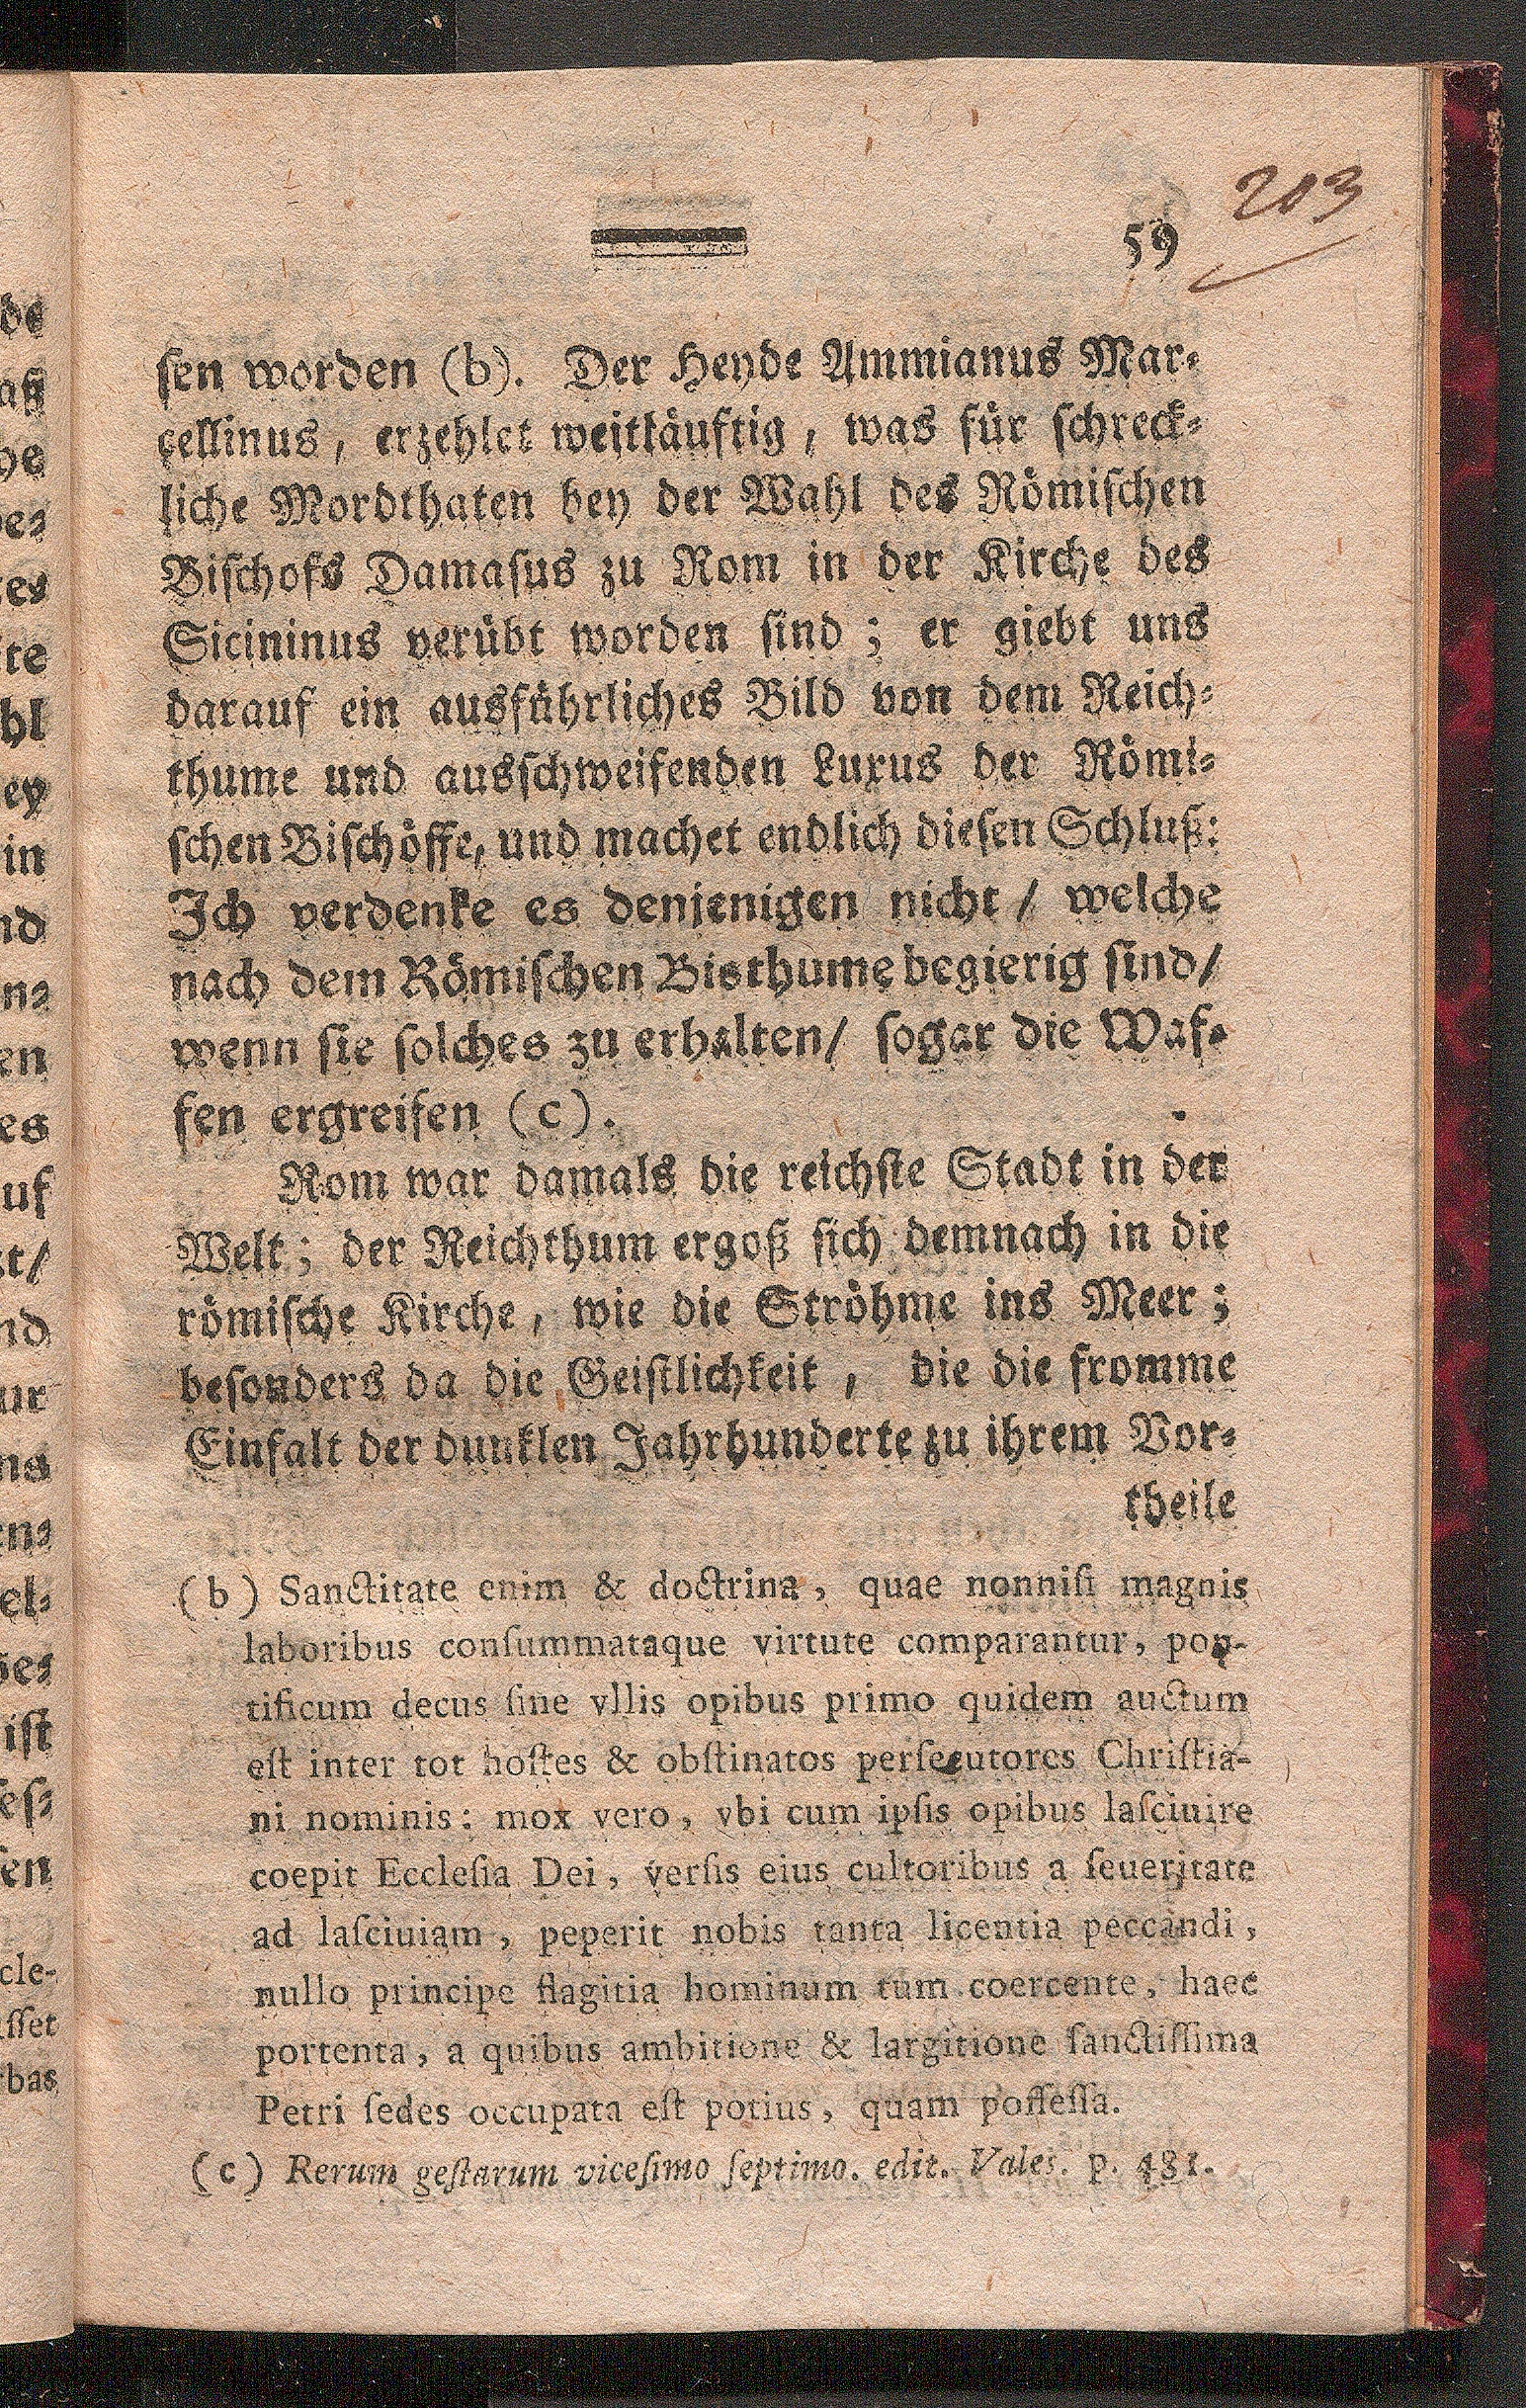 203
59
ſen worden (b). Der Heyde Ammianus Mar⸗
cellinus, erzehlet weitläuftig, was für ſchreck⸗
liche Mordthaten bey der Wahl des Römiſchen
Biſchofs Damaſus zu Rom in der Kirche des
Sicininus verübt worden ſind; er giebt uns
darauf ein ausführliches Bild von dem Reich⸗
thume und ausſchweifenden Luxus der Römi⸗
ſchen Biſchöffe, und machet endlich dieſen Schluß:
Ich verdenke es denjenigen nicht/ welche
nach dem Römiſchen Bisthume begierig ſind/
wenn ſie ſolches zu erhalten/ ſogar die Waf⸗
fen ergreifen (c).
Rom war damals die reichſte Stadt in der
Welt; der Reichthum ergoß ſich demnach in die
römiſche Kirche, wie die Ströhme ins Meer;
beſonders da die Geiſtlichkeit, die die fromme
Einfalt der dunklen Jahrhunderte zu ihrem Vor⸗
theile
(b) Sanctitate enim & doctrina, quae nonniſi magnis
laboribus conſummataque virtute comparantur, pon-
tificum decus ſine vllis opibus primo quidem auctum
eſt inter tot hoſtes & obſtinatos perſecutores Chriſtia-
ni nominis: mox vero, vbi cum ipſis opibus laſciuire
coepit Eccleſia Dei, verſis eius cultoribus a ſeueritate
ad laſciuiam, peperit nobis tanta licentia peccandi,
nullo principe flagitia hominum tum coercente, haec
portenta, a quibus ambitione & largitione ſanctiſſima
Petri ſedes occupata eſt potius, quam poſſeſſa.
(c) Rerum geſtarum viceſimo ſeptimo. edit. Vales. p. 481.